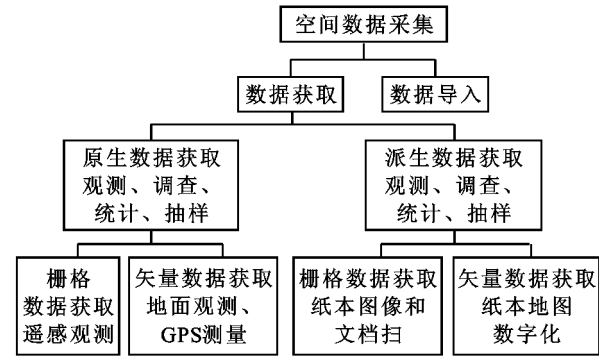 空间数据采集
数据获取
数据导入
原生数据获取
观测、调查、
统计、抽样
派生数据获取
观测、调查、
统计、抽样
栅格
数据获取
遥感观测
矢量数据获取
地面观测、
GPS测量
栅格数据获取
纸本图像和
文档扫
矢量数据获取
纸本地图
数字化